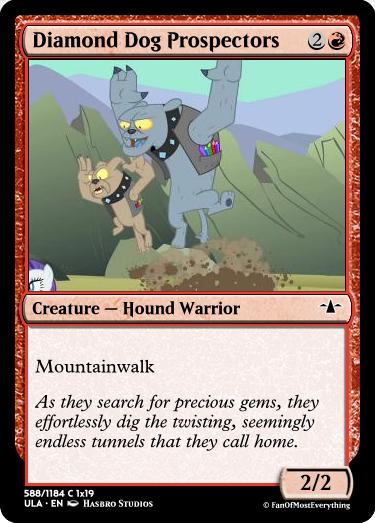 Diamond Dog Prospectors 2
Creature — Hound Warrior
Mountainwalk
As they search for precious gems, they
effortlessly dig the twisting, seemingly
endless tunnels that they call home.
2/2
588/1184 C 1x19
ULA • EN Hasbro Studios
© FanOfMostEverything